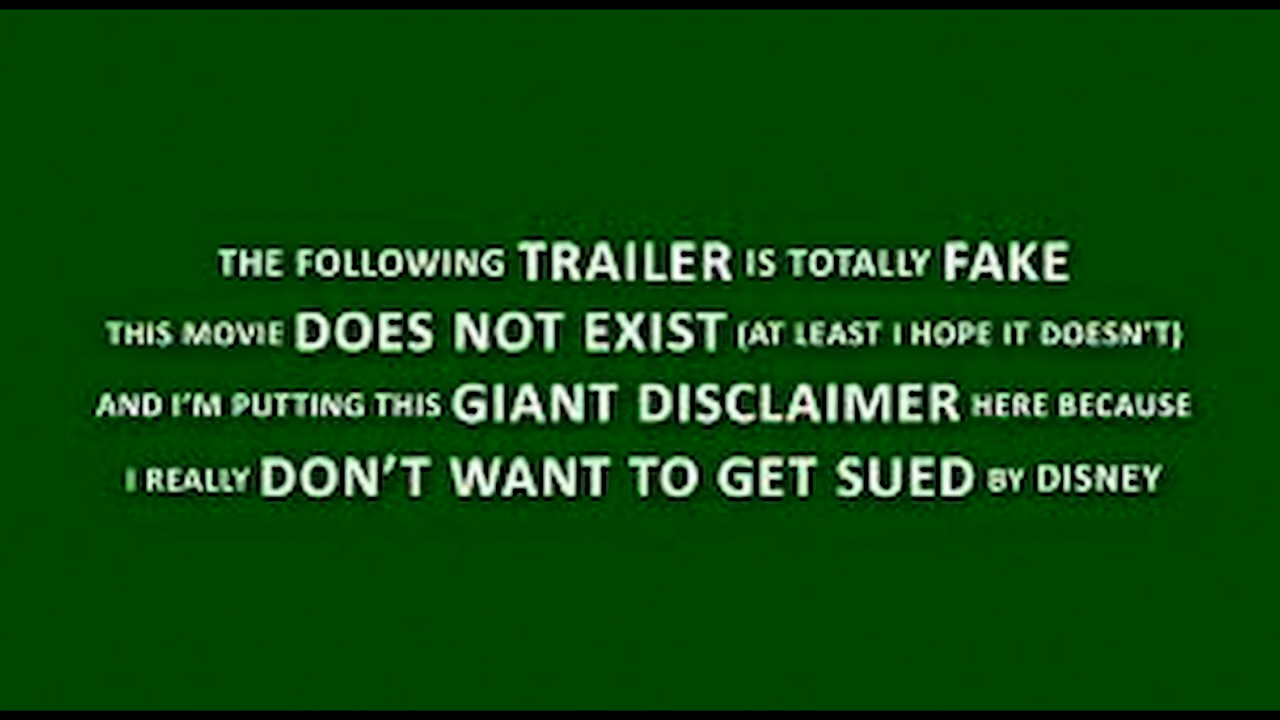 THE FOLLOWING TRAILER IS TOTALLY FAKE
THIS MOVIE DOES NOT EXIST (AT LEAST I HOPE IT DOESN'T)
AND I'M PUTTING THIS GIANT DISCLAIMER HERE BECAUSE
I REALLY DON'T WANT TO GET SUED BY DISNEY